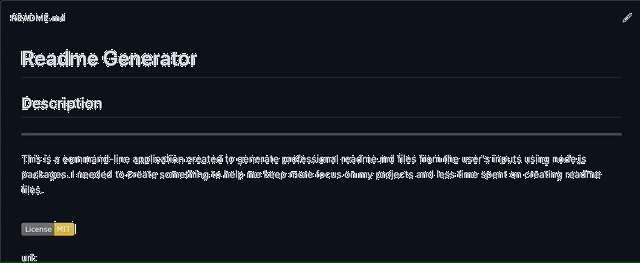 README.md
Readme Generator
Description
This is a command-line application created to generate professional readme.md files from the user's inputs using node.js
packages. I needed to create something to help me keep more focus on my projects and less time spent on creating readme
files.
License MIT